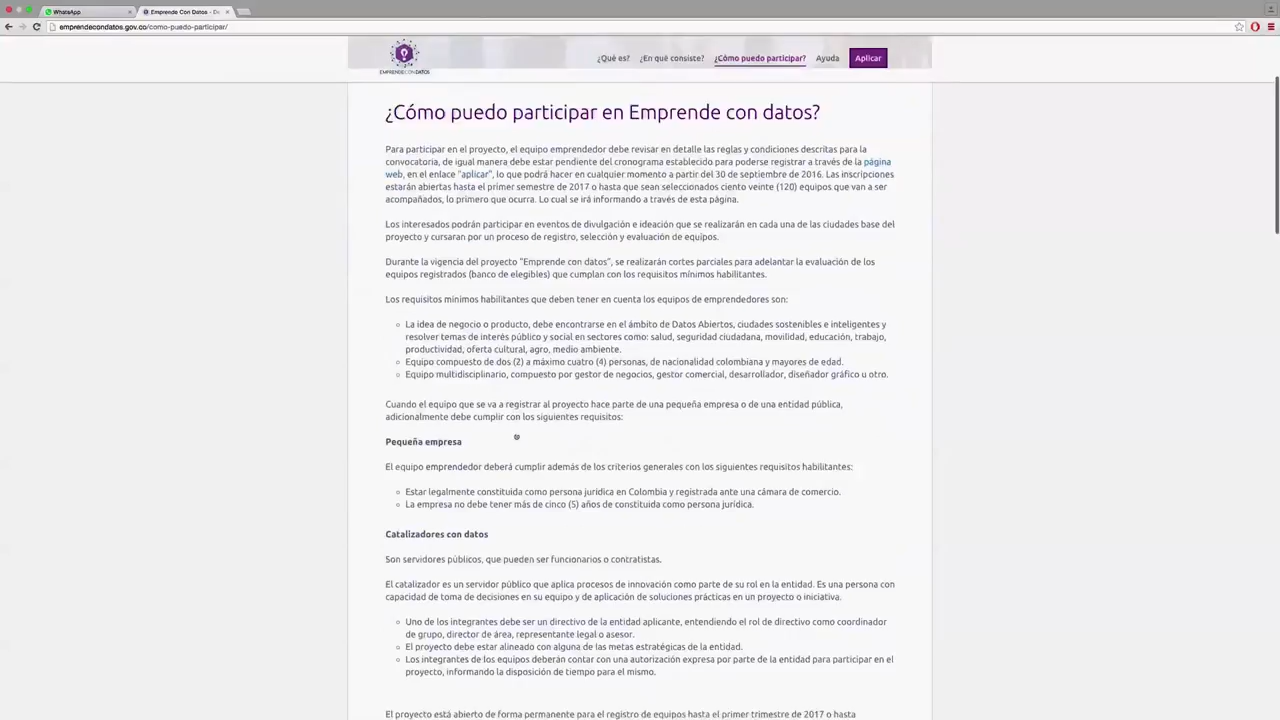 WhatsApp
Emprende Con Datos - De
emprendecondatos.gov.co/como-puedo-participar/
EMPRENDECONDATOS
¿Qué es? ¿En qué consiste? ¿Cómo puedo participar? Ayuda Aplicar
¿Cómo puedo participar en Emprende con datos?
Para participar en el proyecto, el equipo emprendedor debe revisar en detalle las reglas y condiciones descritas para la
convocatoria, de igual manera debe estar pendiente del cronograma establecido para poderse registrar a través de la página
web, en el enlace "aplicar", lo que podrá hacer en cualquier momento a partir del 30 de septiembre de 2016. Las inscripciones
estarán abiertas hasta el primer semestre de 2017 o hasta que sean seleccionados ciento veinte (120) equipos que van a ser
acompañados, lo primero que ocurra. Lo cual se irá informando a través de esta página.
Los interesados podrán participar en eventos de divulgación e ideación que se realizarán en cada una de las ciudades base del
proyecto y cursaran por un proceso de registro, selección y evaluación de equipos.
Durante la vigencia del proyecto "Emprende con datos", se realizarán cortes parciales para adelantar la evaluación de los
equipos registrados (banco de elegibles) que cumplan con los requisitos mínimos habilitantes.
Los requisitos mínimos habilitantes que deben tener en cuenta los equipos de emprendedores son:
La idea de negocio o producto, debe encontrarse en el ámbito de Datos Abiertos, ciudades sostenibles e inteligentes y
resolver temas de interés público y social en sectores como: salud, seguridad ciudadana, movilidad, educación, trabajo,
productividad, oferta cultural, agro, medio ambiente.
Equipo compuesto de dos (2) a máximo cuatro (4) personas, de nacionalidad colombiana y mayores de edad.
Equipo multidisciplinario, compuesto por gestor de negocios, gestor comercial, desarrollador, diseñador gráfico u otro.
Cuando el equipo que se va a registrar al proyecto hace parte de una pequeña empresa o de una entidad pública,
adicionalmente debe cumplir con los siguientes requisitos:
Pequeña empresa
El equipo emprendedor deberá cumplir además de los criterios generales con los siguientes requisitos habilitantes:
Estar legalmente constituida como persona jurídica en Colombia y registrada ante una cámara de comercio.
La empresa no debe tener más de cinco (5) años de constituida como persona jurídica.
Catalizadores con datos
Son servidores públicos, que pueden ser funcionarios o contratistas.
El catalizador es un servidor público que aplica procesos de innovación como parte de su rol en la entidad. Es una persona con
capacidad de toma de decisiones en su equipo y de aplicación de soluciones prácticas en un proyecto o iniciativa.
Uno de los integrantes debe ser un directivo de la entidad aplicante, entendiendo el rol de directivo como coordinador
de grupo, director de área, representante legal o asesor.
El proyecto debe estar alineado con alguna de las metas estratégicas de la entidad.
Los integrantes de los equipos deberán contar con una autorización expresa por parte de la entidad para participar en el
proyecto, informando la disposición de tiempo para el mismo.
El proyecto está abierto de forma permanente para el registro de equipos hasta el primer trimestre de 2017 o hasta